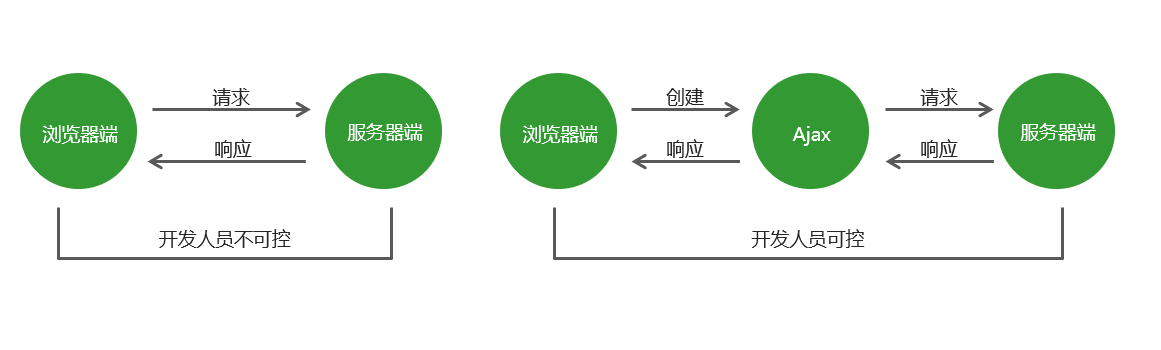 请求
浏览器端
服务器端
响应
开发人员不可控
创建
请求
浏览器端
Ajax
服务器端
响应
响应
开发人员可控